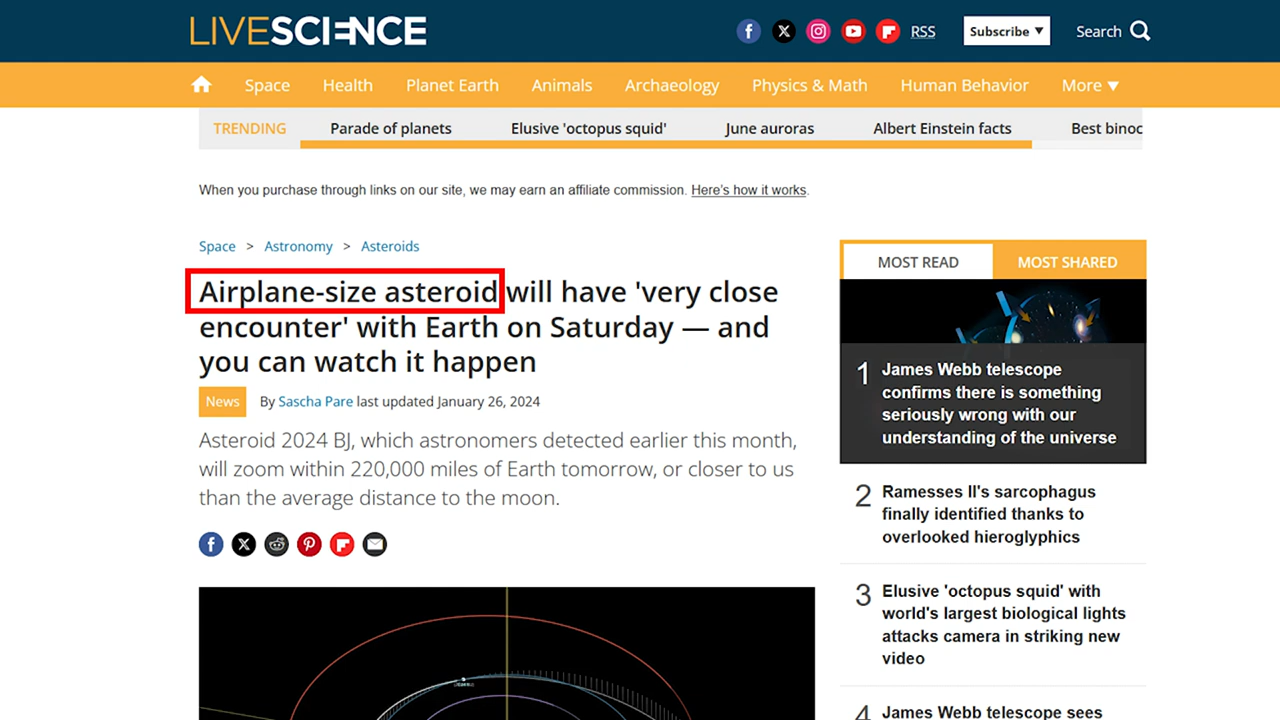 LIVESCIENCE
RSS
Subscribe ▼
Search
Space
Health
Planet Earth
Animals
Archaeology
Physics & Math
Human Behavior
More ▼
TRENDING
Parade of planets
Elusive 'octopus squid'
June auroras
Albert Einstein facts
Best binoc
When you purchase through links on our site, we may earn an affiliate commission. Here's how it works.
Space > Astronomy > Asteroids
Airplane-size asteroid will have 'very close
encounter' with Earth on Saturday — and
you can watch it happen
News
By Sascha Pare last updated January 26, 2024
Asteroid 2024 BJ, which astronomers detected earlier this month,
will zoom within 220,000 miles of Earth tomorrow, or closer to us
than the average distance to the moon.
MOST READ
MOST SHARED
1
James Webb telescope
confirms there is something
seriously wrong with our
understanding of the universe
2
Ramesses II's sarcophagus
finally identified thanks to
overlooked hieroglyphics
3
Elusive 'octopus squid' with
world's largest biological lights
attacks camera in striking new
video
4
James Webb telescope sees